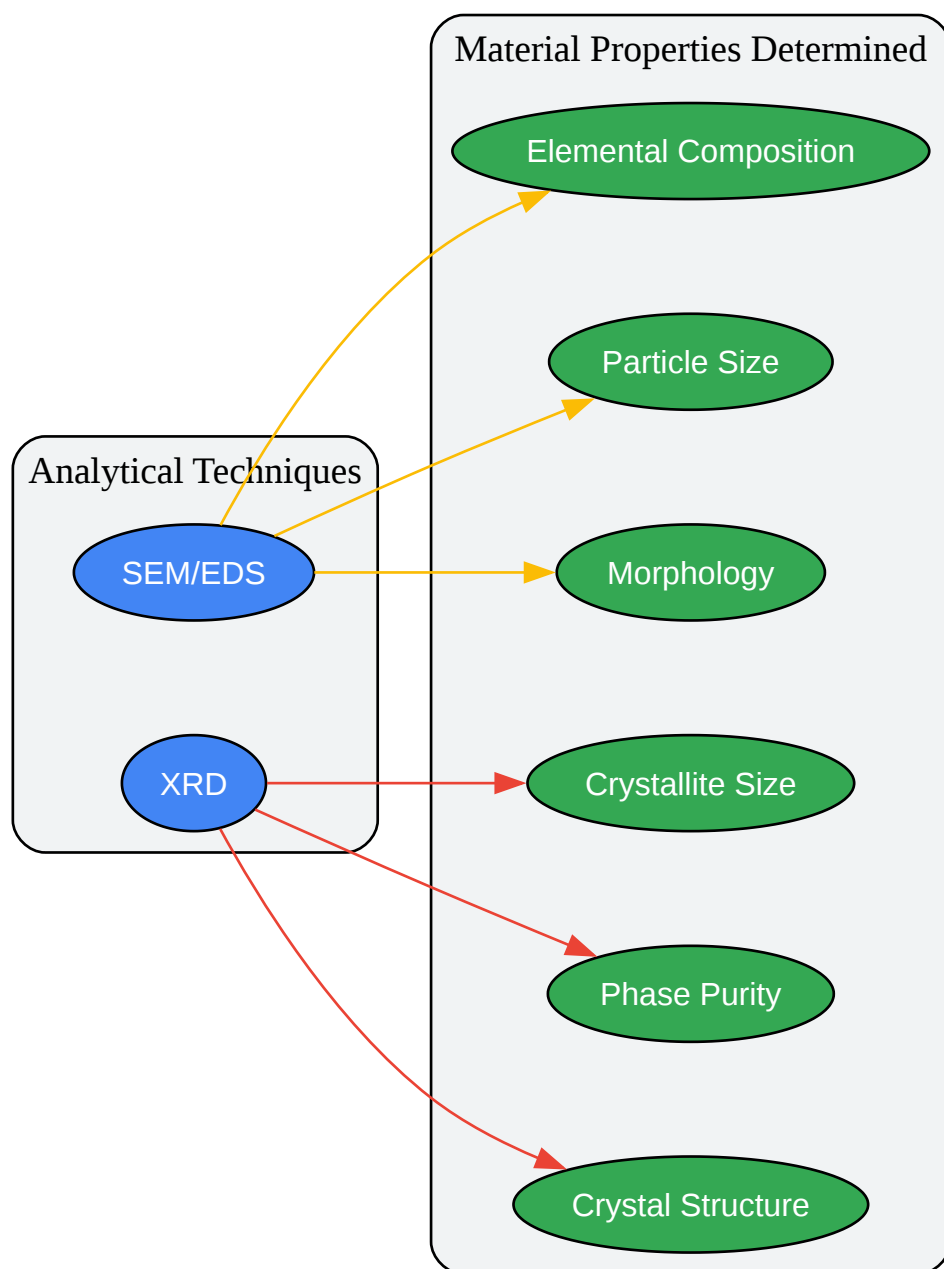 Material Properties Determined
Elemental Composition
Particle Size
Analytical Techniques
SEM/EDS
Morphology
XRD
Crystallite Size
Phase Purity
Crystal Structure